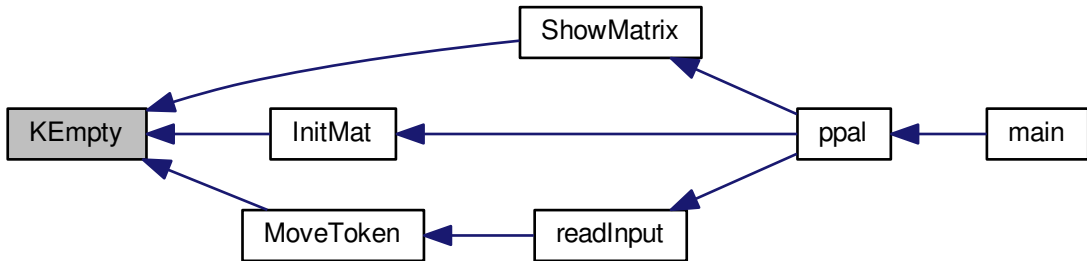 ShowMatrix
KEmpty
InitMat
ppal
main
MoveToken
readInput